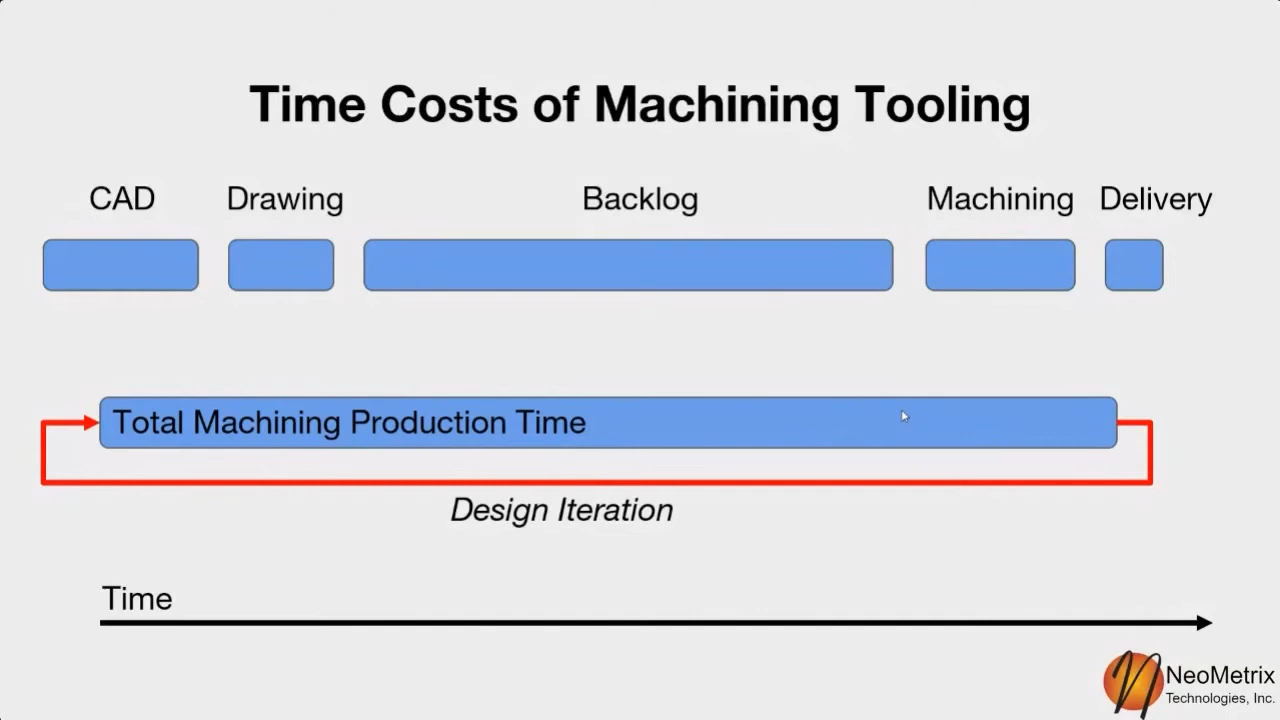 Time Costs of Machining Tooling
CAD Drawing Backlog Machining Delivery
Total Machining Production Time
Design Iteration
Time
NeoMetrix
Technologies, Inc.